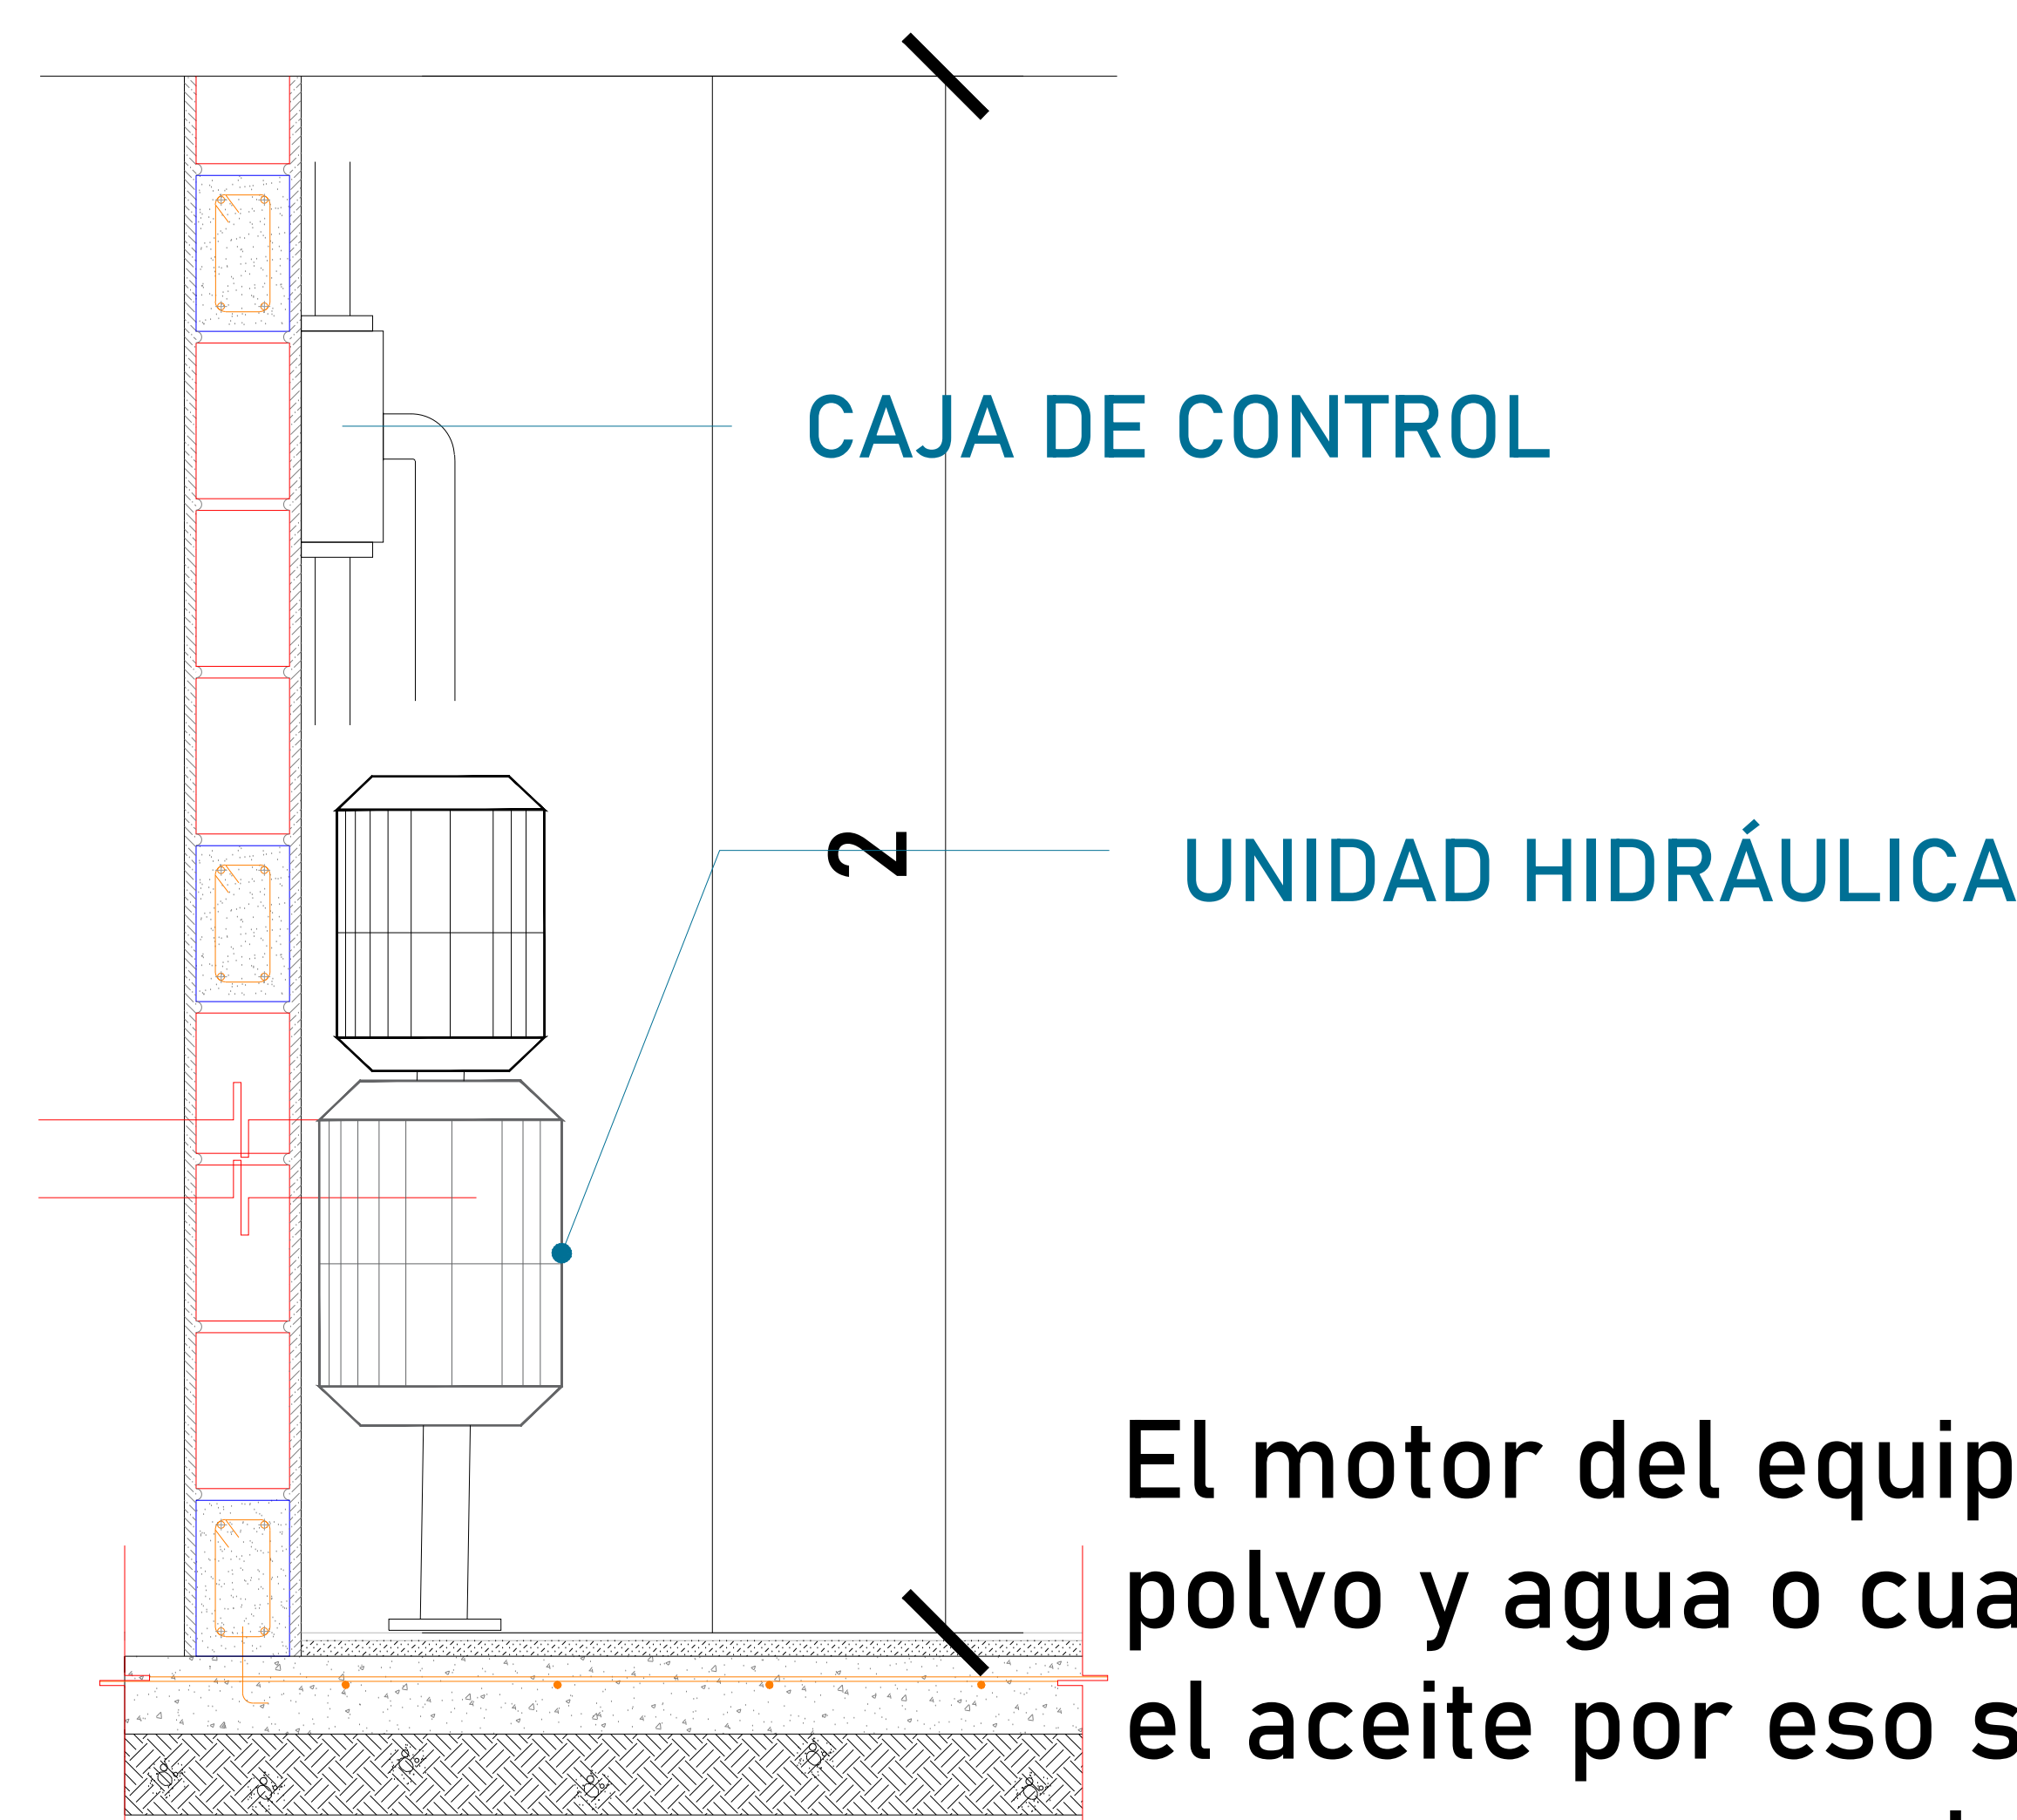 CAJA DE CONTROL
2
UNIDAD HIDRÁULICA
El motor del equip
polvo y agua o cua
el aceite por eso s